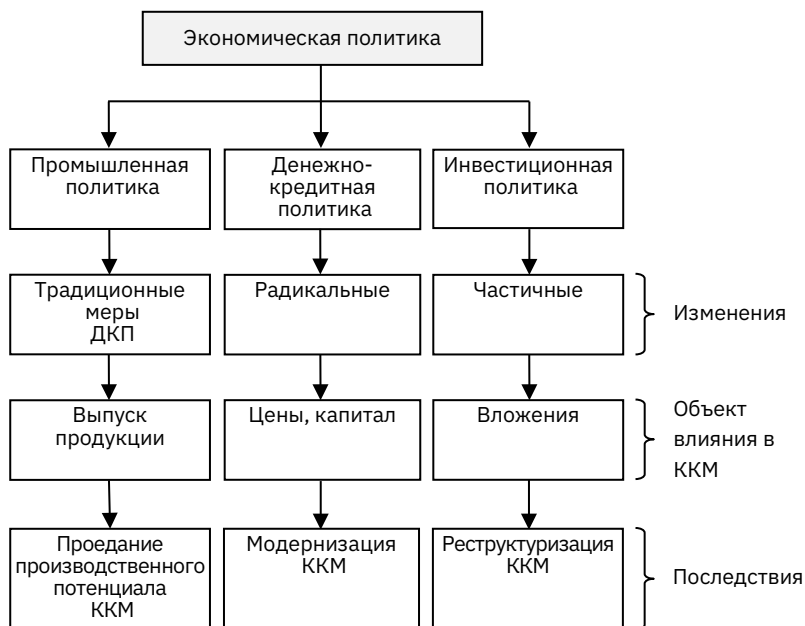 Экономическая политика
Промышленная
политика
Денежно-
кредитная
политика
Инвестиционная
политика
Традиционные
меры
ДКП
Радикальные
Частичные
Изменения
Выпуск
продукции
Цены, капитал
Вложения
Объект
влияния в
ККМ
Проедание
производственного
потенциала
ККМ
Модернизация
ККМ
Реструктуризация
ККМ
Последствия